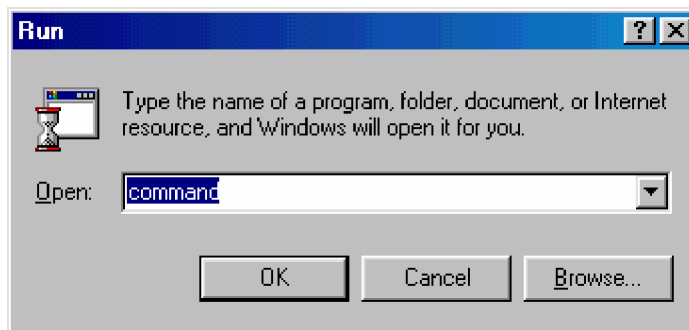 Run
Type the name of a program, folder, document, or Internet
resource, and Windows will open it for you.
Open: command
OK Cancel Browse...